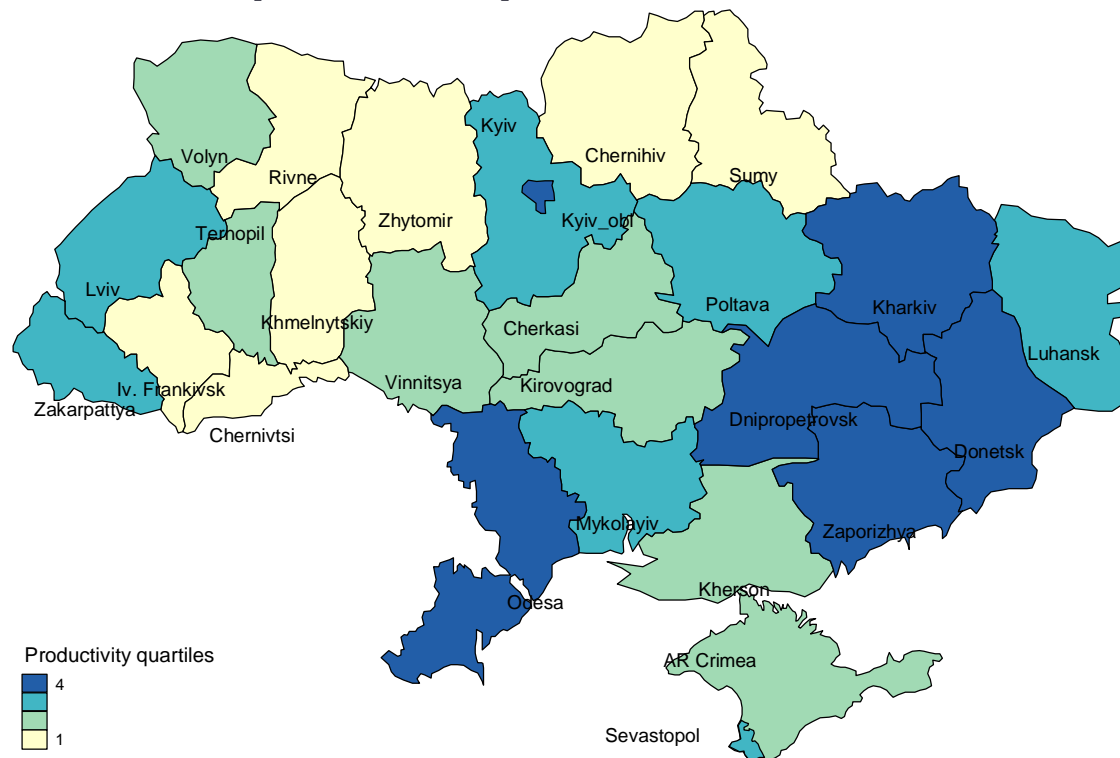 Kyiv
Chernihiv
Volyn
Rivne
Sumy
Zhytomir
Kyiv_obl
Ternopil
Lviv
Poltava
Kharkiv
Khmelnytskiy
Cherkasi
Luhansk
Iv. Frankivsk
Vinnitsya
Kirovograd
Zakarpattya
Chernivtsi
Dnipropetrovsk
Donetsk
Mykolayiv
Zaporizhya
Kherson
Odesa
Productivity quartiles
4
1
AR Crimea
Sevastopol